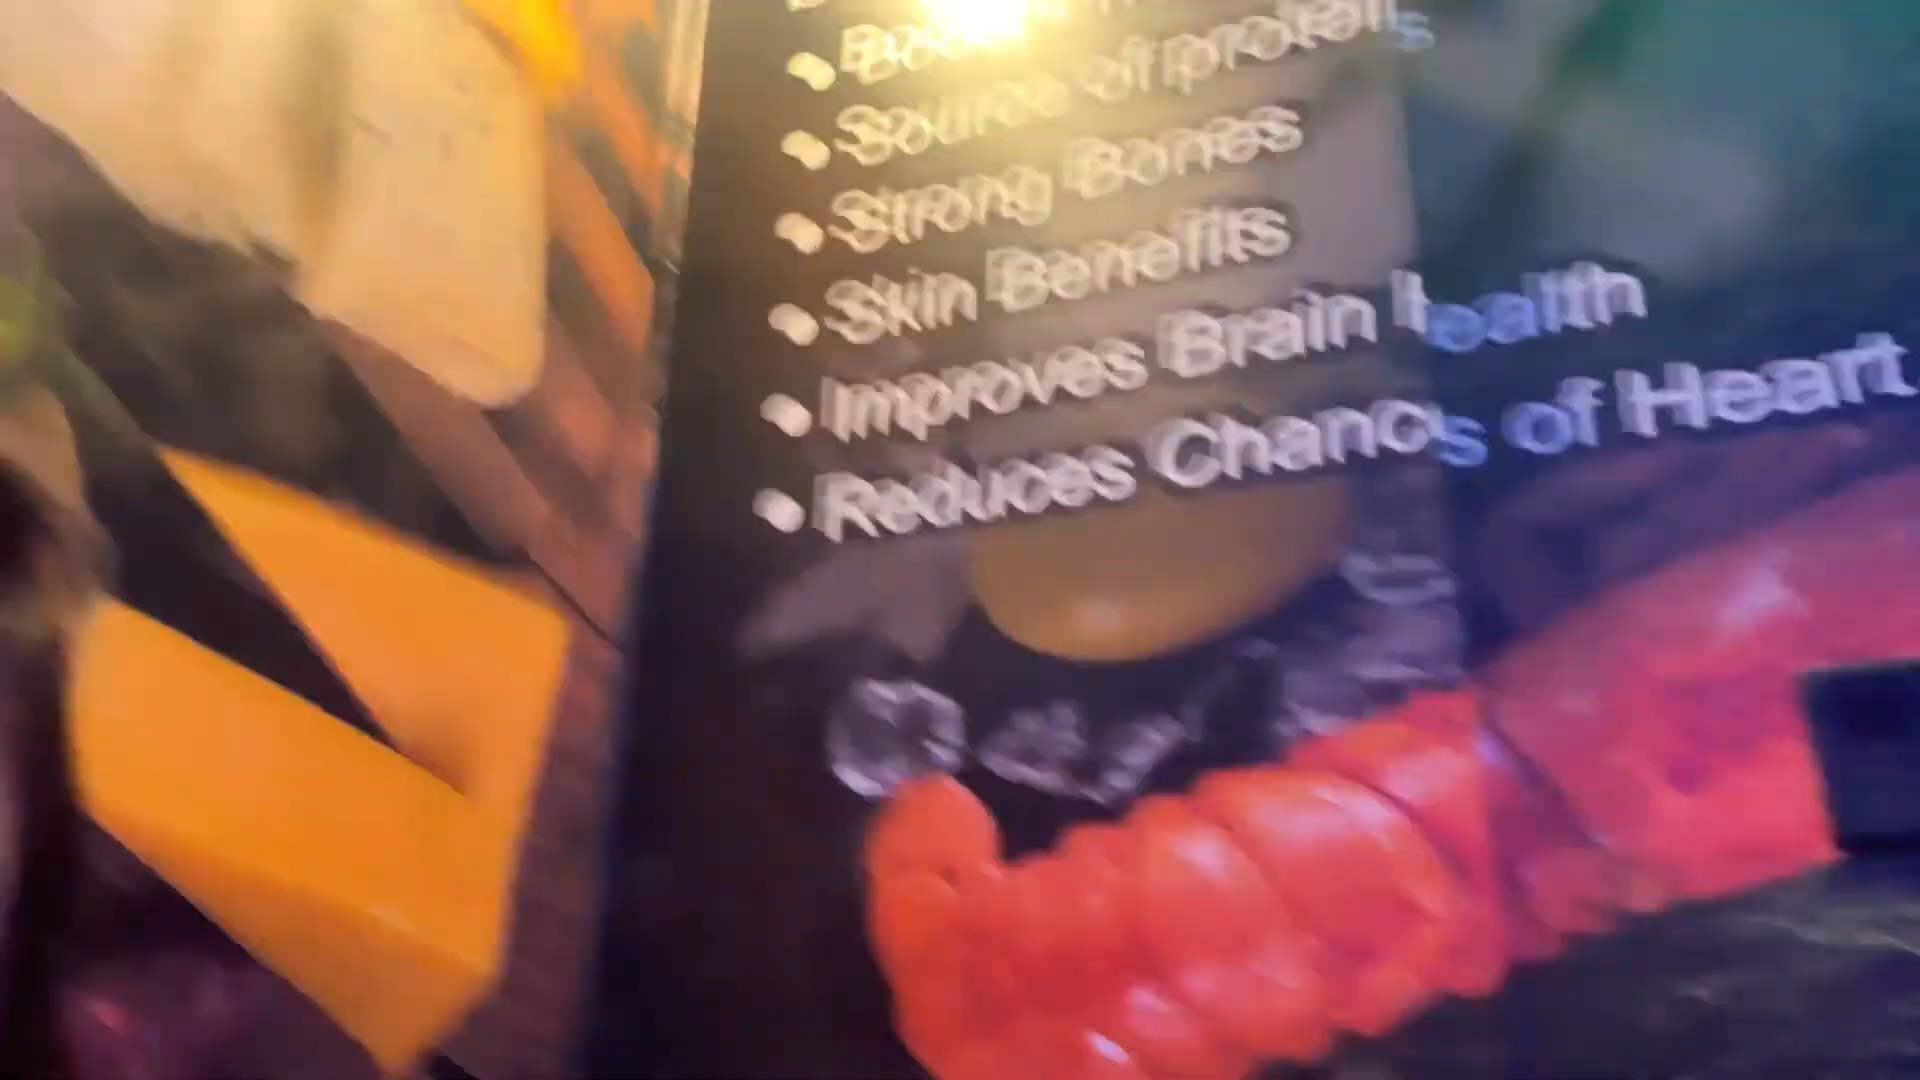 • Source of protein
• Strong Bones
• Skin Benefits
• Improves Brain Health
• Reduces Chances of Heart